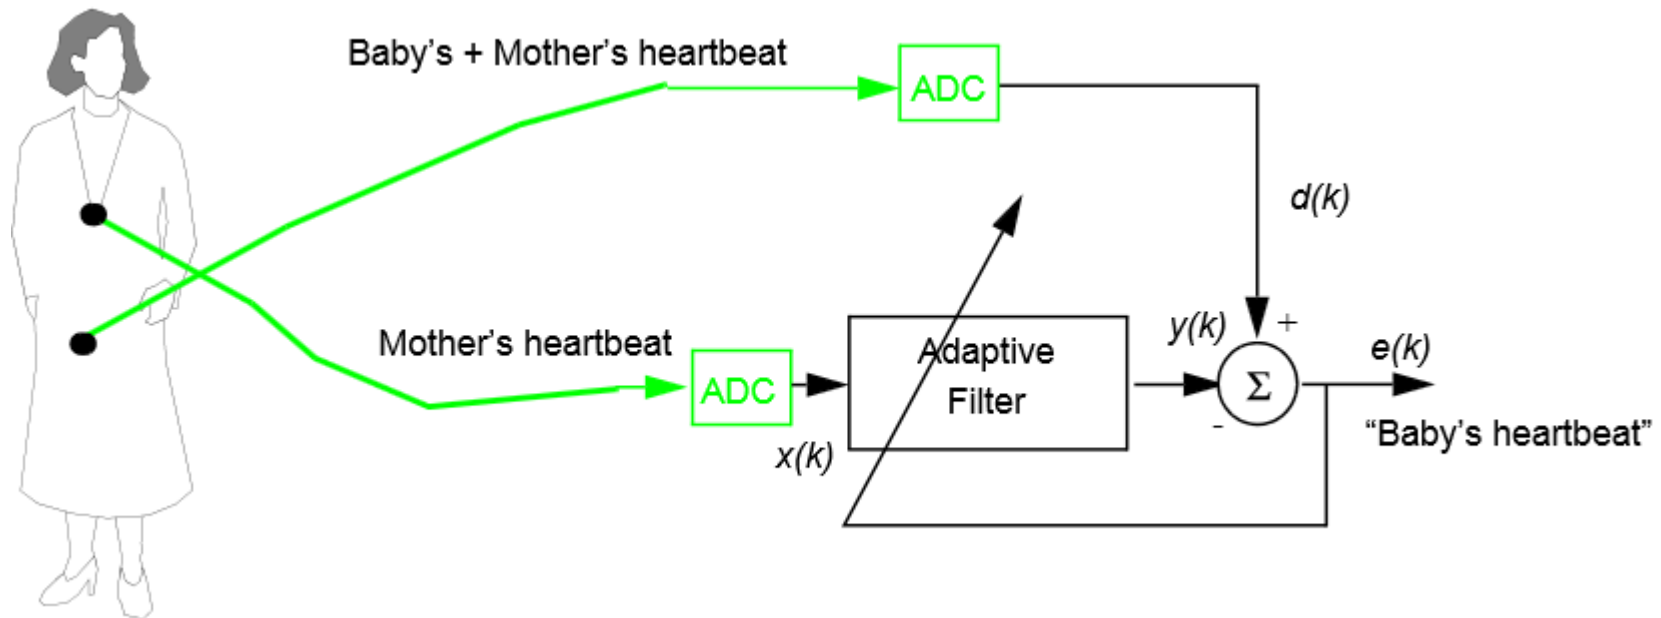 Baby’s + Mother’s heartbeat
ADC
d(k)
Mother’s heartbeat
ADC
x(k)
Adaptive
Filter
y(k)
+
-
Σ
e(k)
“Baby’s heartbeat”